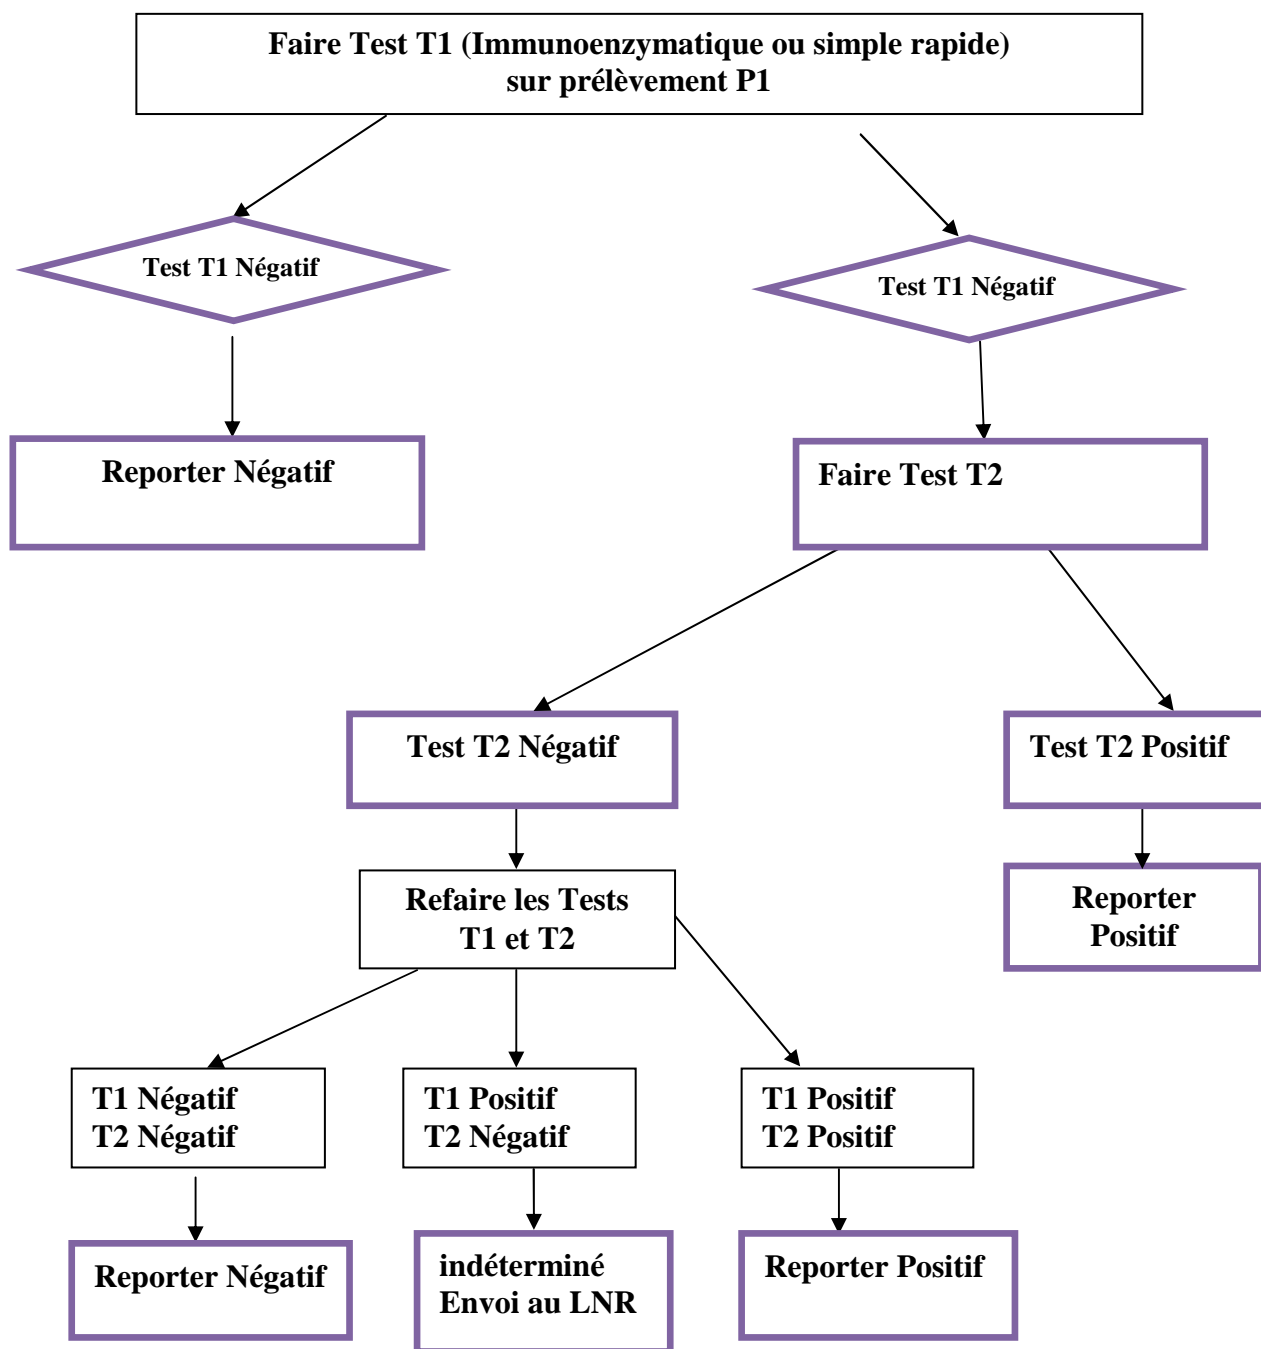 Faire Test T1 (Immunoenzymatique ou simple rapide)
sur prélèvement P1
Test T1 Négatif
Test T1 Négatif
Reporter Négatif
Faire Test T2
Test T2 Négatif
Test T2 Positif
Refaire les Tests
T1 et T2
Reporter
Positif
T1 Négatif
T2 Négatif
T1 Positif
T2 Négatif
T1 Positif
T2 Positif
Reporter Négatif
indéterminé
Envoi au LNR
Reporter Positif